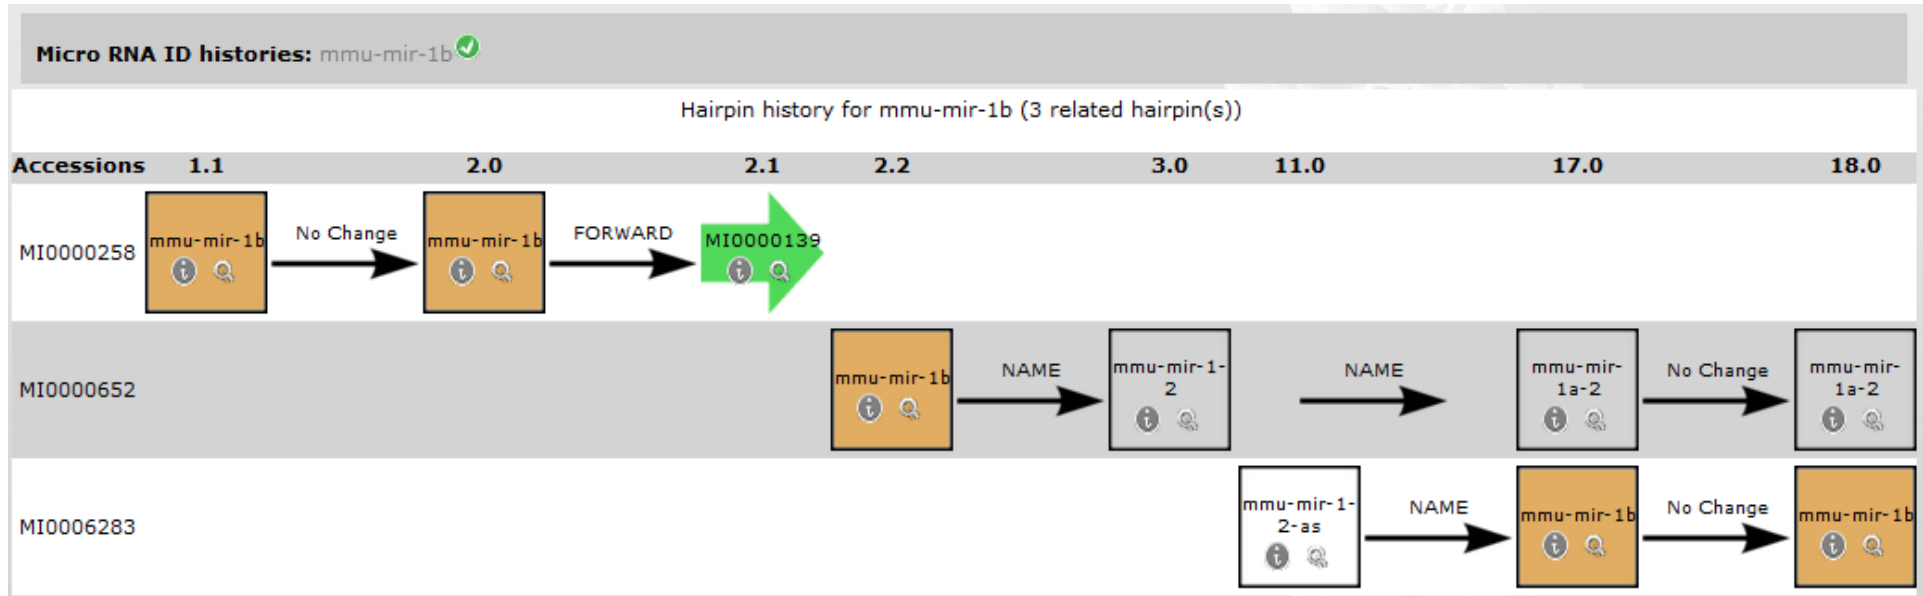 Micro RNA ID histories: mmu-mir-1b
Hairpin history for mmu-mir-1b (3 related hairpin(s))
Accessions 1.1 2.0 2.1 2.2 3.0 11.0 17.0 18.0
MI0000258 mmu-mir-1b No Change mmu-mir-1b FORWARD MI0000139
MI0000652 mmu-mir-1b NAME mmu-mir-1-
2 NAME mmu-mir-
1a-2 No Change mmu-mir-
1a-2
MI0006283 mmu-mir-1-
2-as NAME mmu-mir-1b No Change mmu-mir-1b